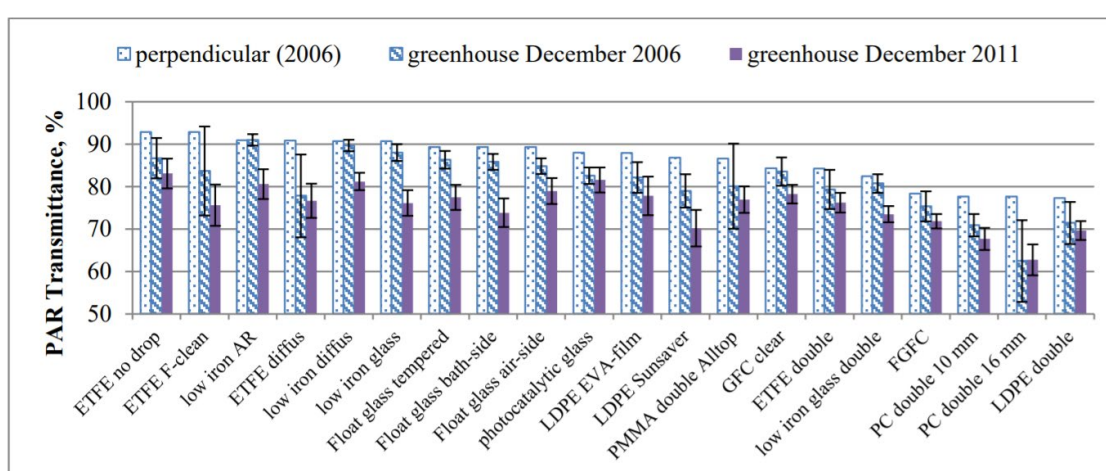 perpendicular (2006) greenhouse December 2006 greenhouse December 2011
PAR Transmittance, %
100
90
80
70
60
50
ETFE no drop
ETFE F-clean
low iron AR
ETFE diffus
low iron diffus
low iron glass
Float glass tempered
Float glass bath-side
Float glass air-side
photocatalytic glass
LDPE EVA-film
LDPE Sunsaver
PMMA double Alltop
GFC clear
ETFE double
low iron glass double
FGFC
PC double 10 mm
PC double 16 mm
LDPE double